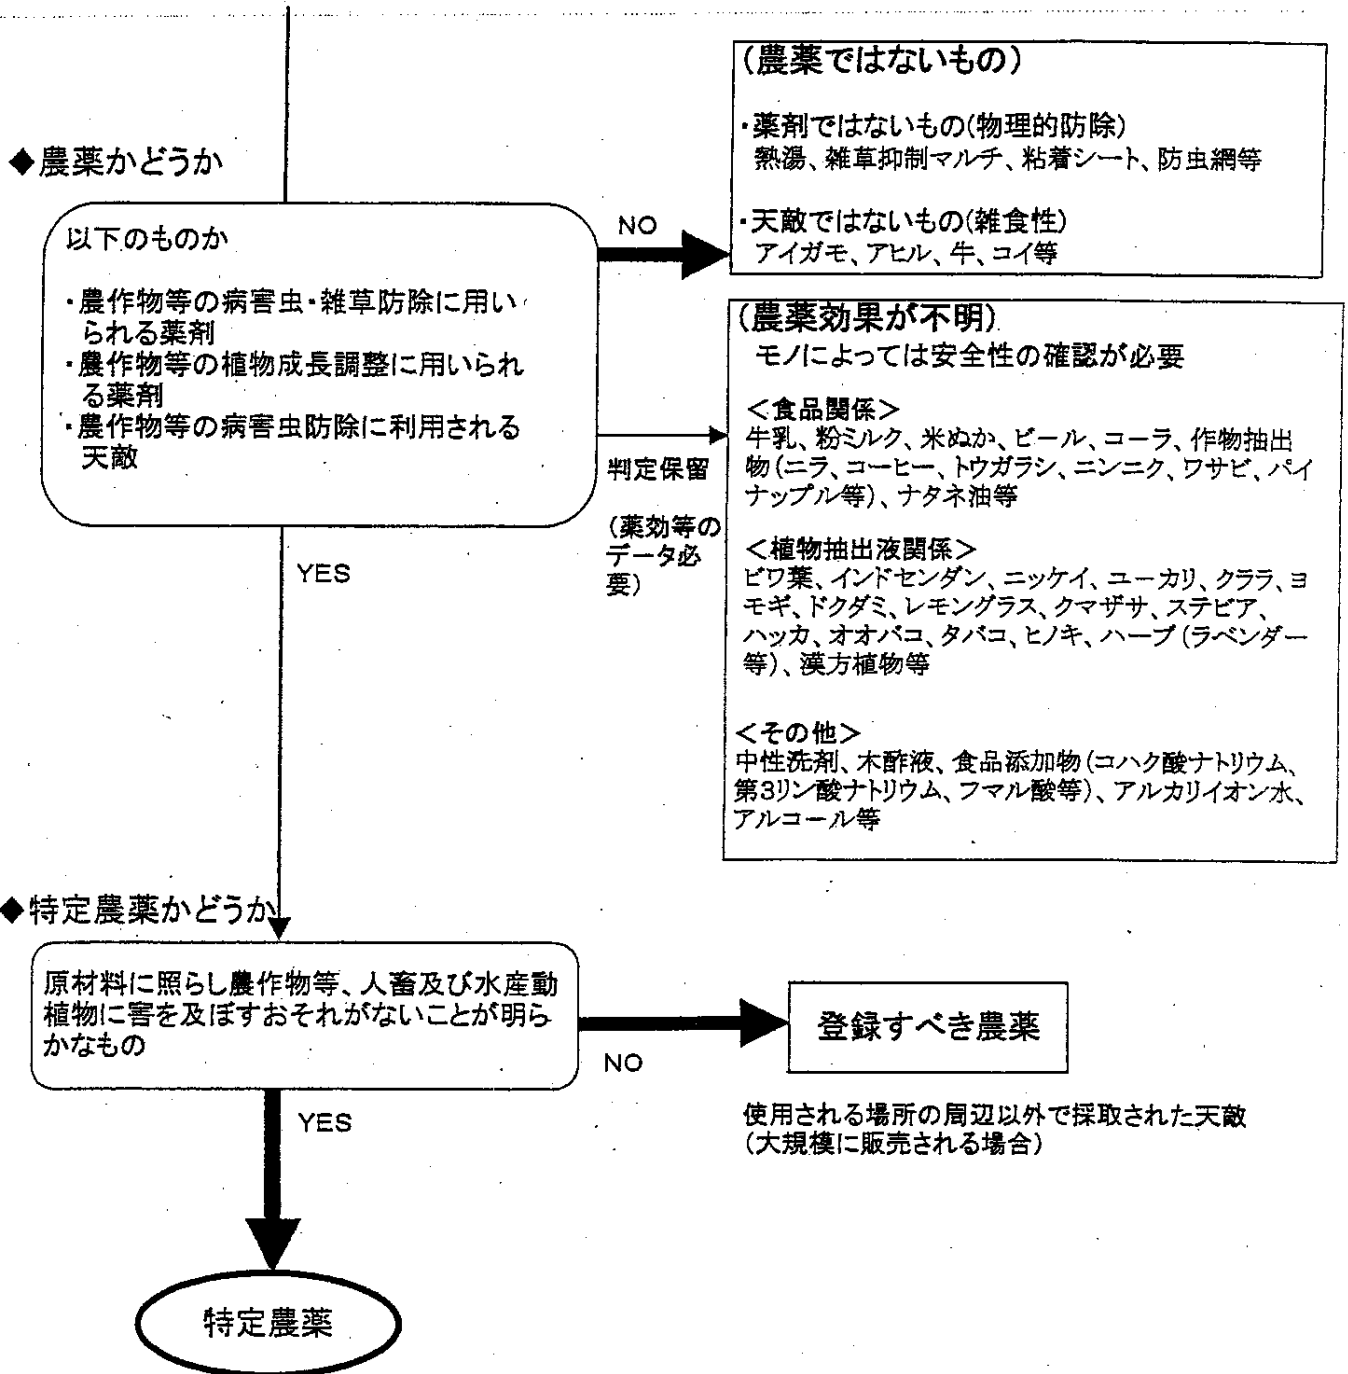 ◆農薬かどうか
以下のものか
・農作物等の病害虫・雑草防除に用い
られる薬剤
・農作物等の植物成長調整に用いられ
る薬剤
・農作物等の病害虫防除に利用される
天敵
NO
(農薬ではないもの)
・薬剤ではないもの(物理的防除)
熱湯、雑草抑制マルチ、粘着シート、防虫網等
・天敵ではないもの(雑食性)
アイガモ、アヒル、牛、コイ等
判定保留
(薬効等の
データ必
要)
(農薬効果が不明)
モノによっては安全性の確認が必要
<食品関係>
牛乳、粉ミルク、米ぬか、ビール、コーラ、作物抽出
物(ニラ、コーヒー、トウガラシ、ニンニク、ワサビ、パイ
ナップル等)、ナタネ油等
<植物抽出液関係>
ビワ葉、インドセンダン、ニッケイ、ユーカリ、クララ、ヨ
モギ、ドクダミ、レモングラス、クマザサ、ステビア、
ハッカ、オオバコ、タバコ、ヒノキ、ハーブ(ラベンダー
等)、漢方植物等
<その他>
中性洗剤、木酢液、食品添加物(コハク酸ナトリウム、
第3リン酸ナトリウム、フマル酸等)、アルカリイオン水、
アルコール等
YES
◆特定農薬かどうか
原材料に照らし農作物等、人畜及び水産動
植物に害を及ぼすおそれがないことが明ら
かなもの
NO
登録すべき農薬
使用される場所の周辺以外で採取された天敵
(大規模に販売される場合)
YES
特定農薬